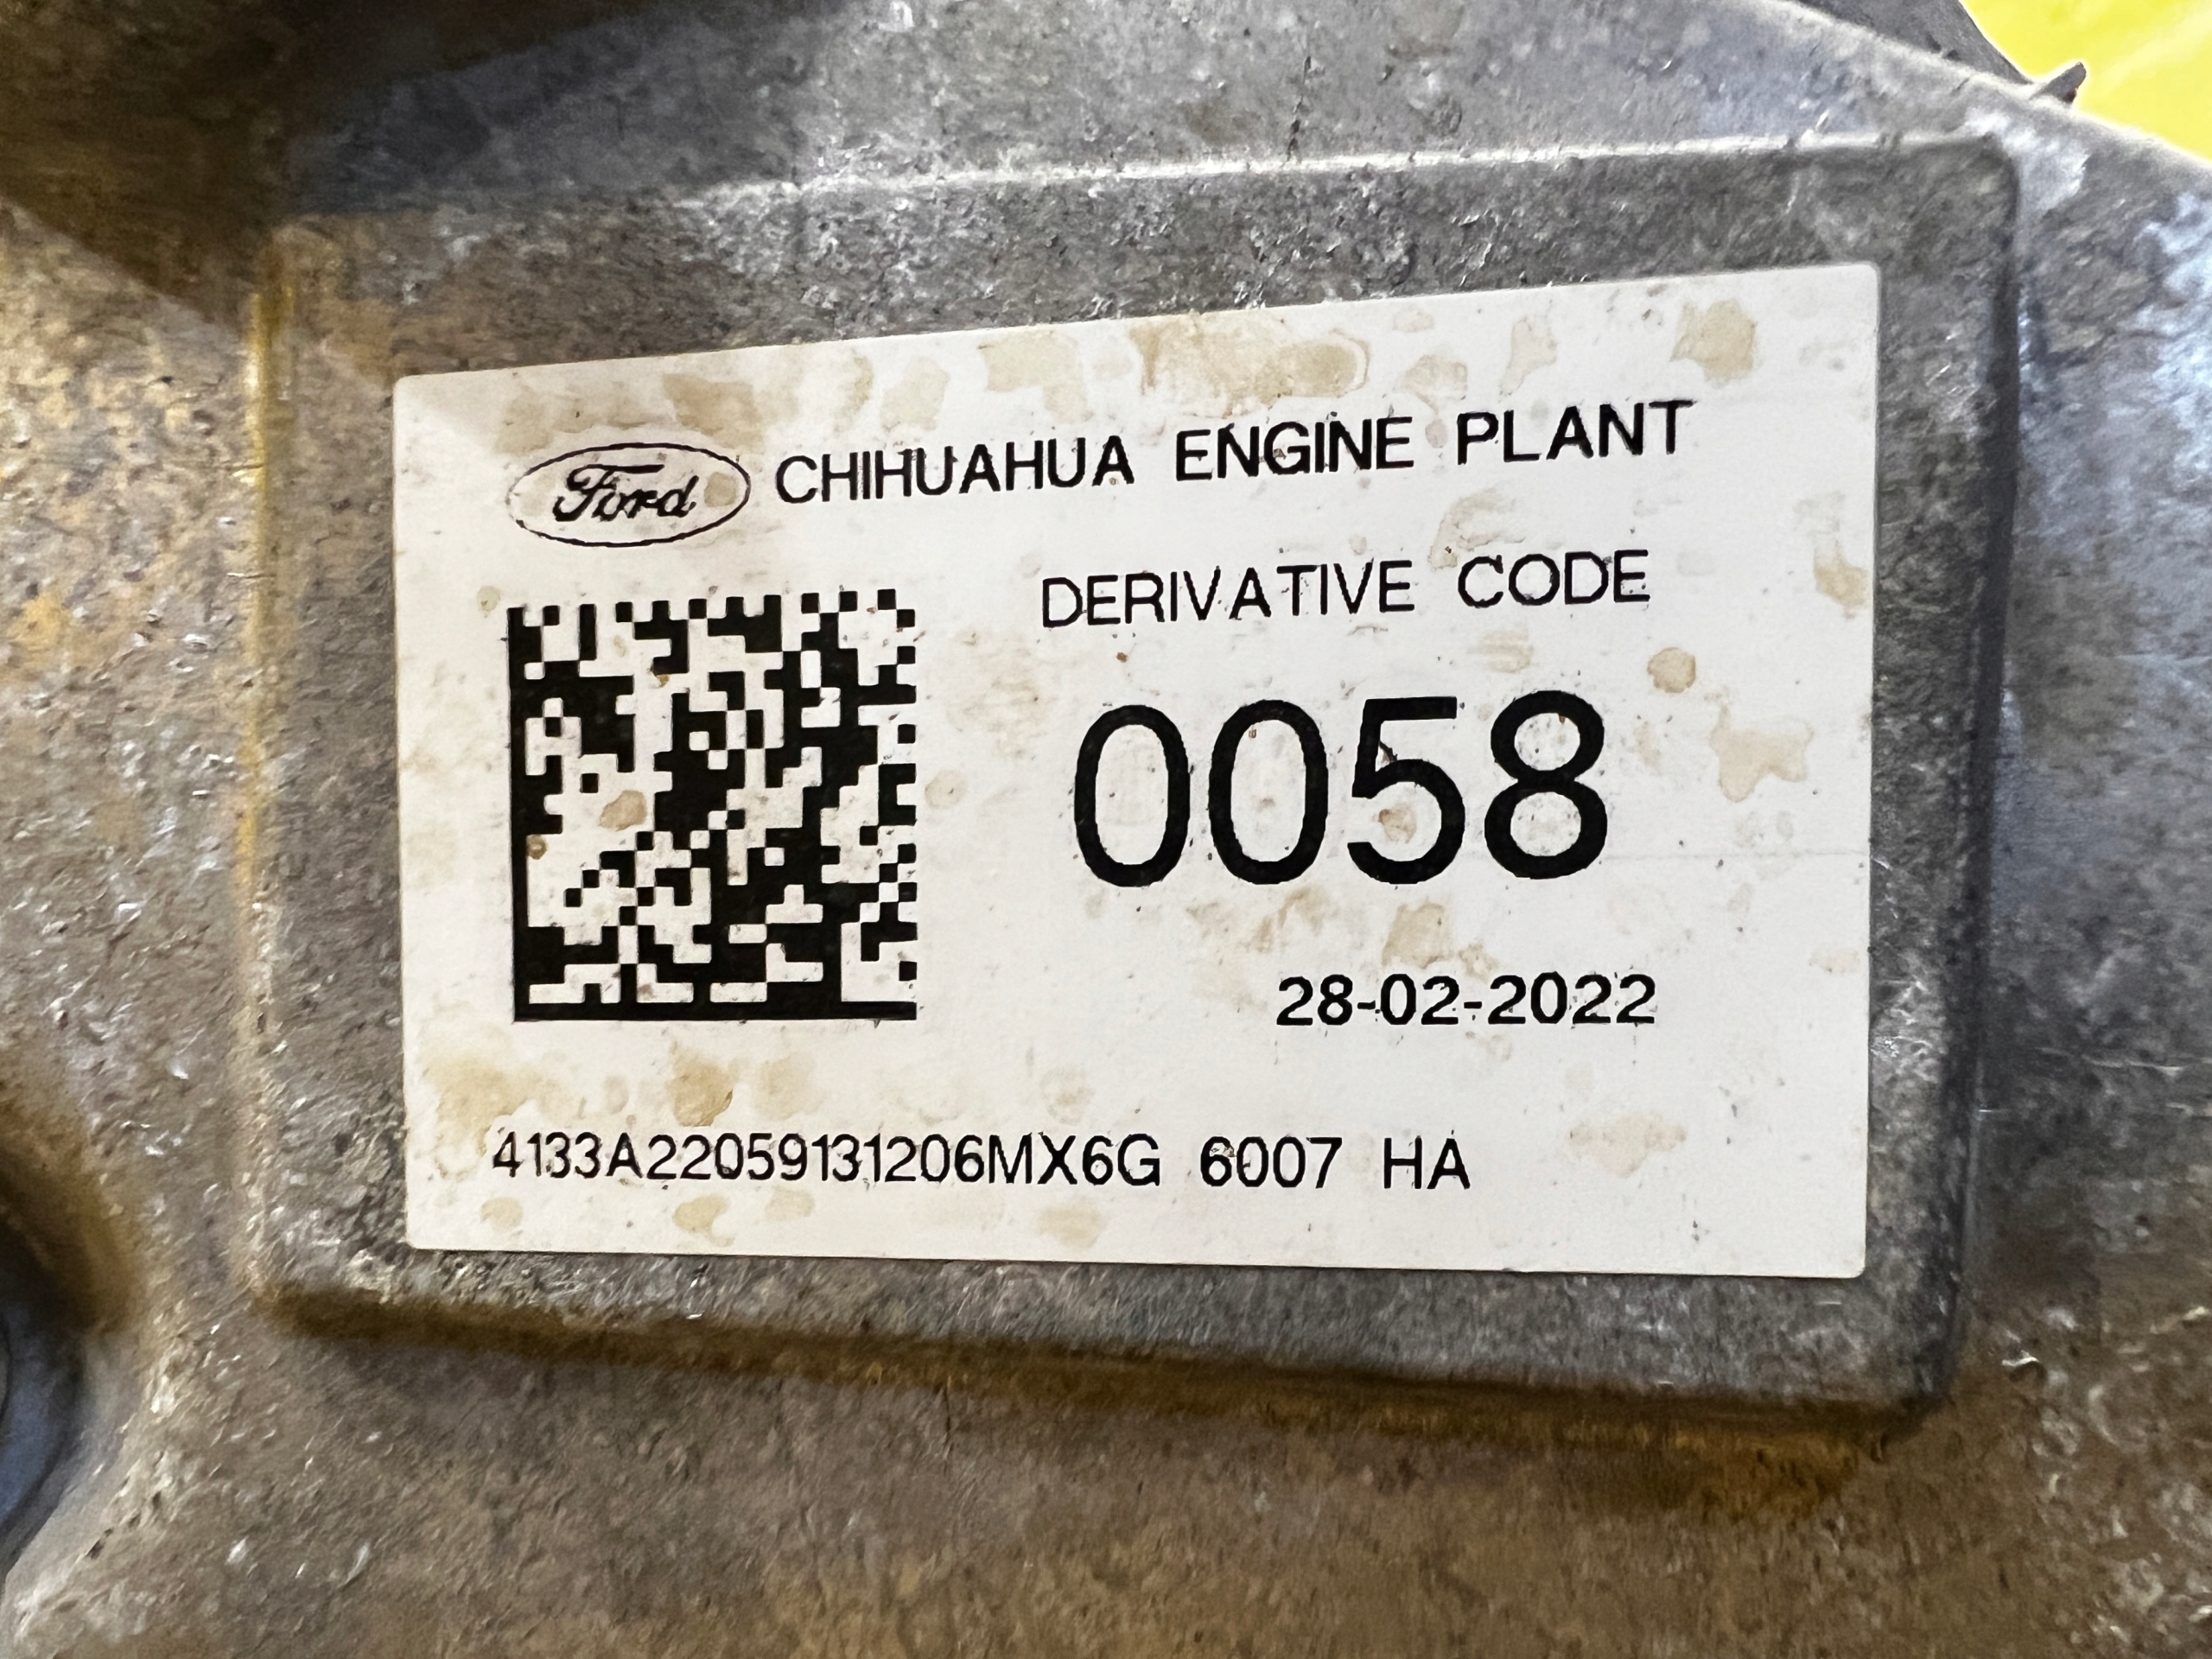 Ford CHIHUAHUA ENGINE PLANT
DERIVATIVE CODE
0058
28-02-2022
4133A22059131206MX6G 6007 HA